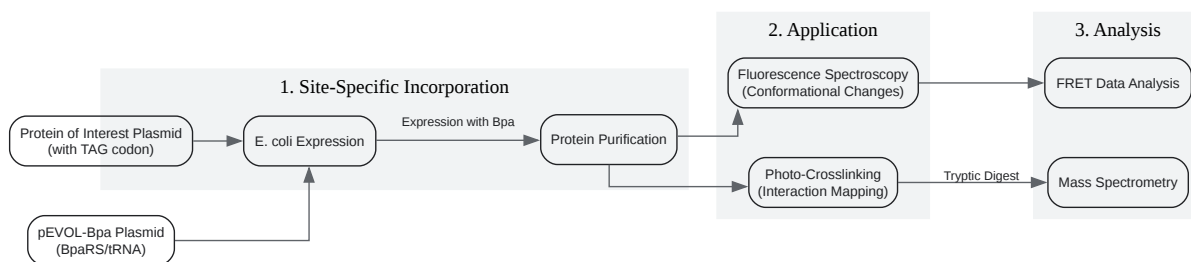 1. Site-Specific Incorporation
Protein of Interest Plasmid
(with TAG codon)
pEVOL-Bpa Plasmid
(BpaRS/tRNA)
E. coli Expression
Expression with Bpa
Protein Purification
2. Application
Fluorescence Spectroscopy
(Conformational Changes)
Photo-Crosslinking
(Interaction Mapping)
Tryptic Digest
3. Analysis
FRET Data Analysis
Mass Spectrometry